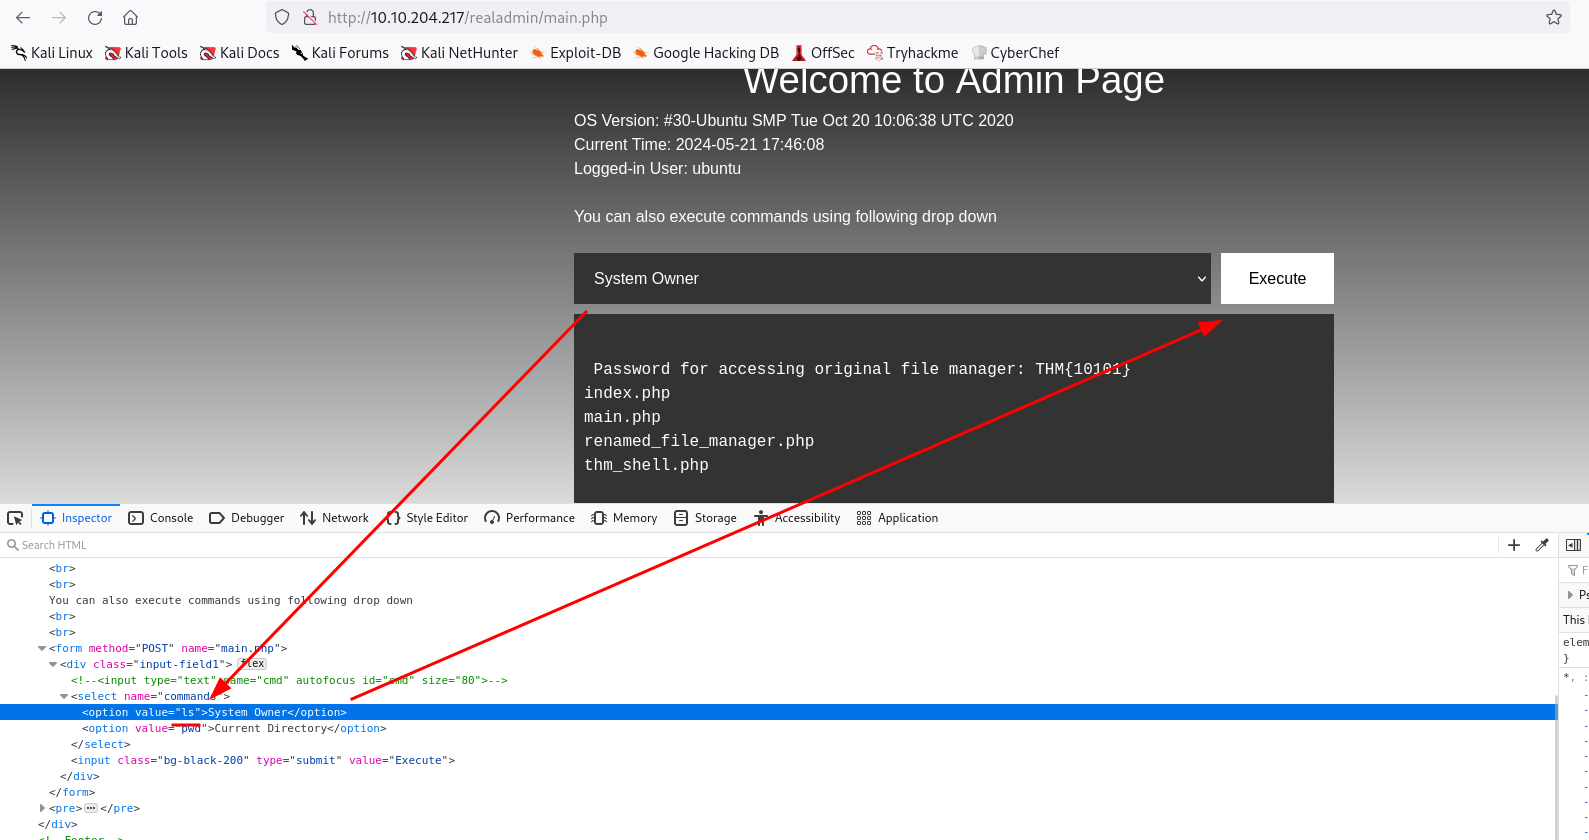 http://10.10.204.217/realadmin/main.php
Kali Linux Kali Tools Kali Docs Kali Forums Kali NetHunter Exploit-DB Google Hacking DB OffSec Tryhackme CyberChef
Welcome to Admin Page
OS Version: #30-Ubuntu SMP Tue Oct 20 10:06:38 UTC 2020
Current Time: 2024-05-21 17:46:08
Logged-in User: ubuntu
You can also execute commands using following drop down
System Owner Execute
Password for accessing original file manager: THM{10101}
index.php
main.php
renamed_file_manager.php
thm_shell.php
Inspector Console Debugger Network Style Editor Performance Memory Storage Accessibility Application
Search HTML
<br>
<br>
You can also execute commands using following drop down
<br>
<br>
<form method="POST" name="main.php">
<div class="input-field1"> flex
<!--<input type="text" name="cmd" autofocus id="cmd" size="80">-->
<select name="commands">
<option value="ls">System Owner</option>
<option value="pwd">Current Directory</option>
</select>
<input class="bg-black-200" type="submit" value="Execute">
</div>
</form>
<pre> ••• </pre>
</div>
<!--Footer-->
F
Ps
This
elem
}
*, :